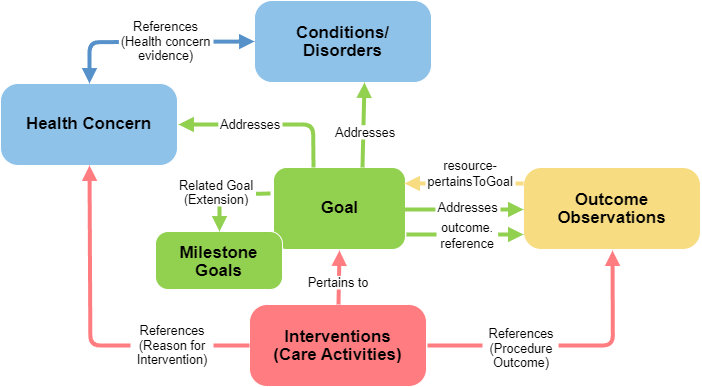 References
(Health concern
evidence)
Conditions/
Disorders
Health Concern
Addresses
Addresses
resource-
pertainsToGoal
Related Goal
(Extension)
Goal
Addresses
Outcome
Observations
outcome.
reference
Milestone
Goals
Pertains to
References
(Reason for
Intervention)
Interventions
(Care Activities)
References
(Procedure
Outcome)